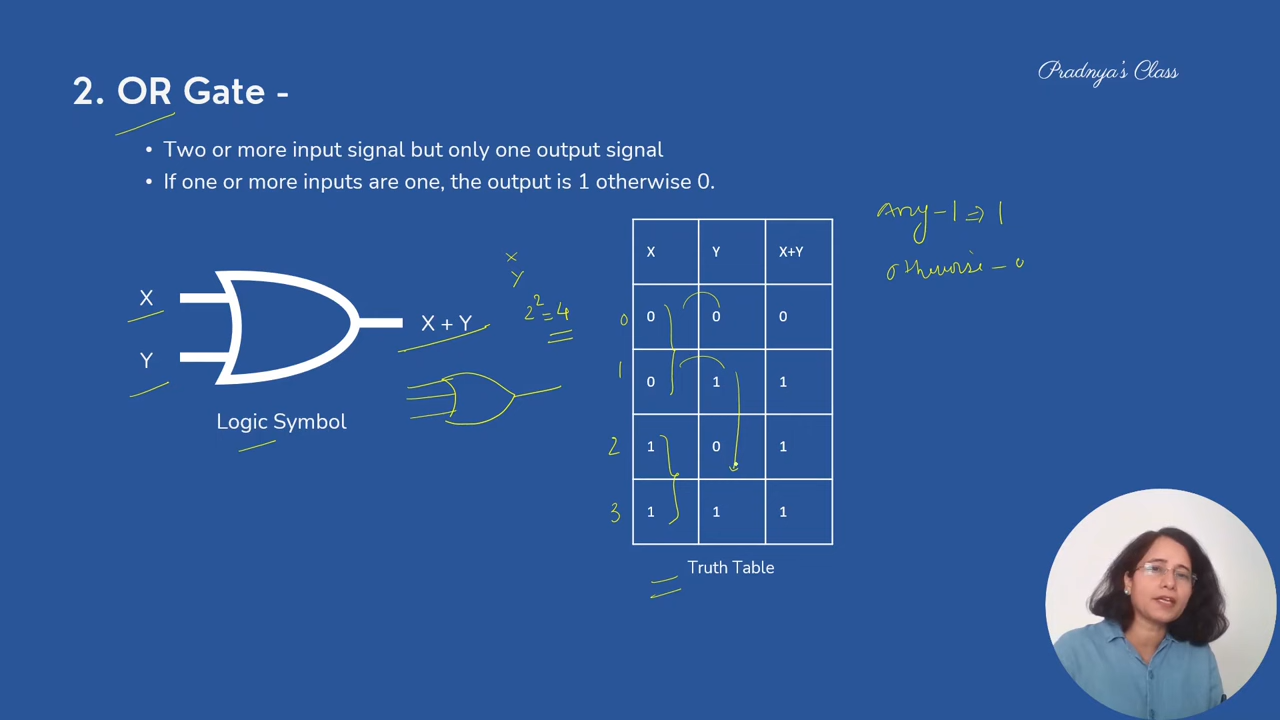 Pradnya's Class
2. OR Gate -
• Two or more input signal but only one output signal
• If one or more inputs are one, the output is 1 otherwise 0.
any - 1 => 1
otherwise - 0
X
Y
X + Y
Logic Symbol
x
y
2² = 4
X Y X+Y
0 0 0 0
1 0 1 1
2 1 0 1
3 1 1 1
Truth Table